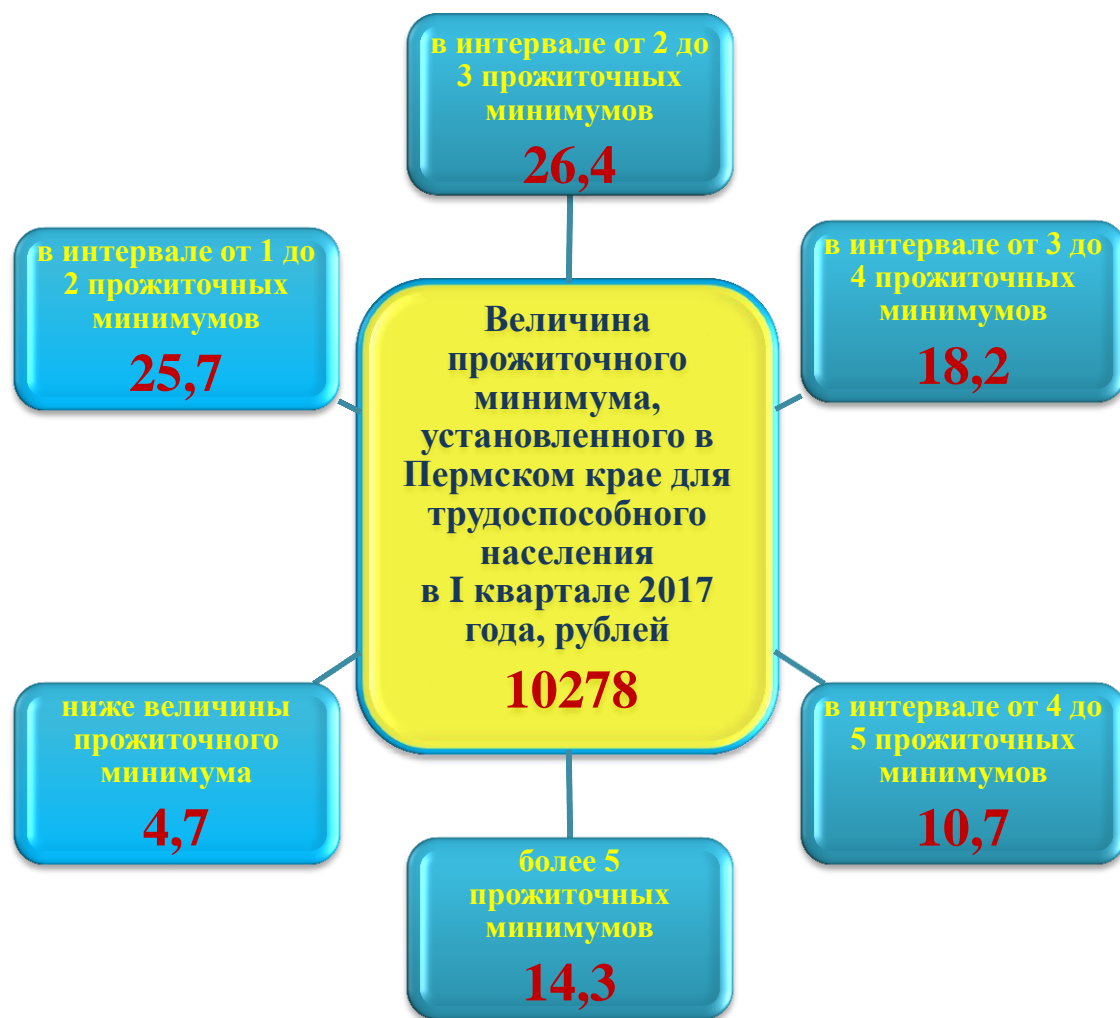 в интервале от 2 до
3 прожиточных
минимумов
26,4
в интервале от 1 до
2 прожиточных
минимумов
25,7
в интервале от 3 до
4 прожиточных
минимумов
18,2
Величина
прожиточного
минимума,
установленного в
Пермском крае для
трудоспособного
населения
в I квартале 2017
года, рублей
10278
ниже величины
прожиточного
минимума
4,7
в интервале от 4 до
5 прожиточных
минимумов
10,7
более 5
прожиточных
минимумов
14,3